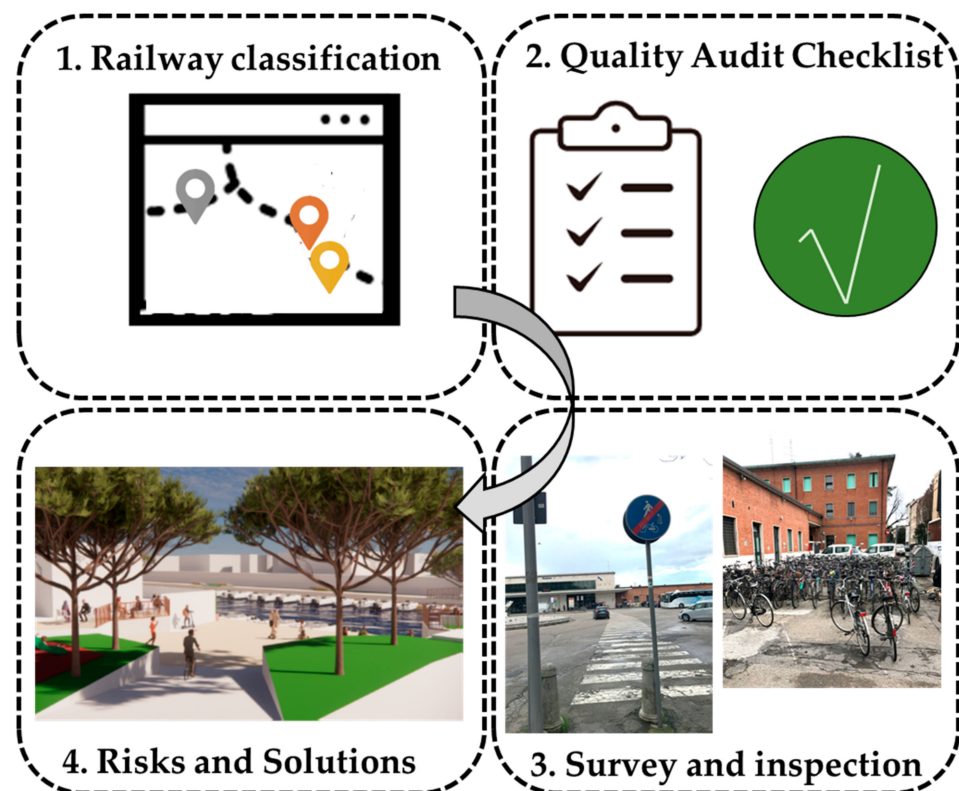 1. Railway classification
2. Quality Audit Checklist
4. Risks and Solutions
3. Survey and inspection